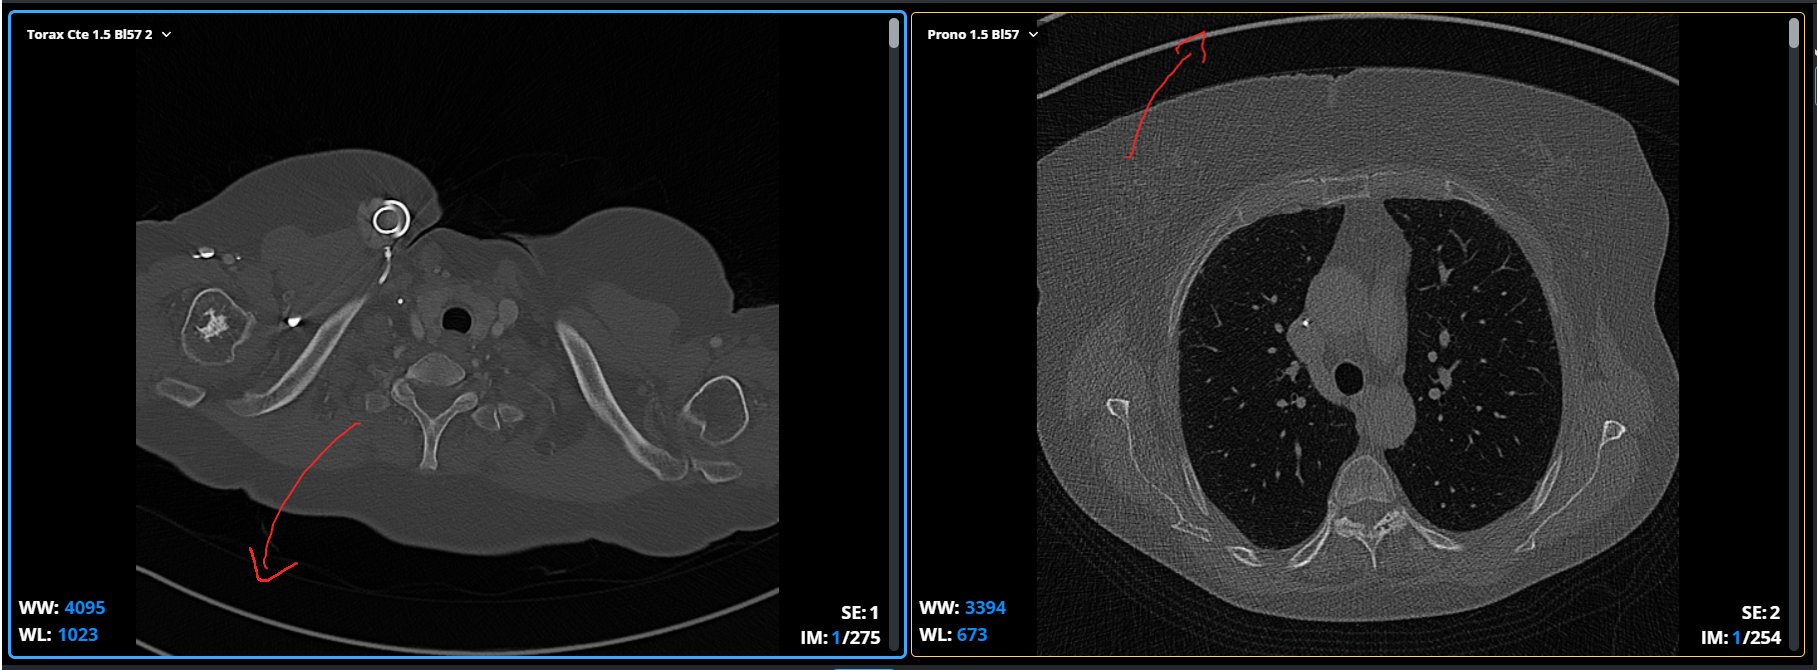 Torax Cte 1.5 Bl57 2
WW: 4095
WL: 1023
SE: 1
IM: 1/275
Prono 1.5 Bl57
WW: 3394
WL: 673
SE: 2
IM: 1/254